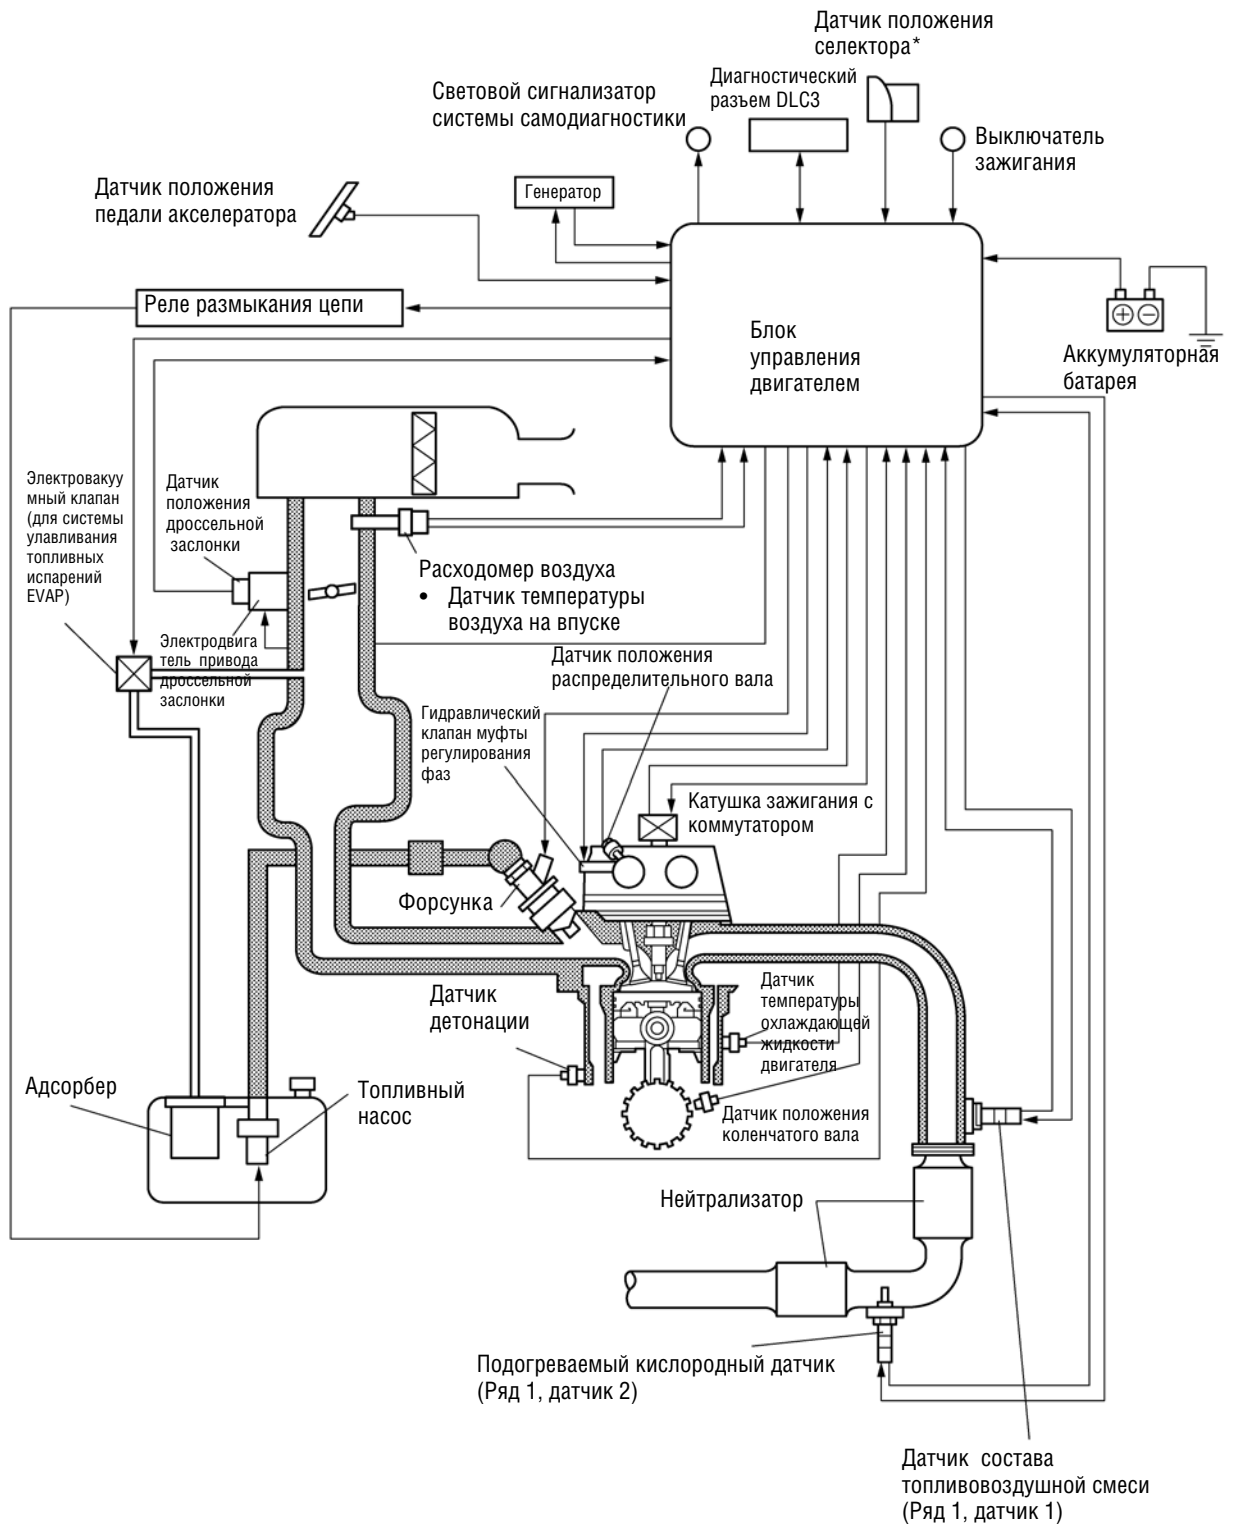 Датчик положения
селектора*
Диагностический
разъем DLC3
Световой сигнализатор
системы самодиагностики
Выключатель
зажигания
Датчик положения
педали акселератора
Генератор
Реле размыкания цепи
Блок
управления
двигателем
Аккумуляторная
батарея
Электровакуу
мный клапан
(для системы
улавливания
топливных
испарений
EVAP)
Датчик
положения
дроссельной
заслонки
Расходомер воздуха
• Датчик температуры
воздуха на впуске
Электродвига
тель привода
дроссельной
заслонки
Датчик положения
распределительного вала
Гидравлический
клапан муфты
регулирования
фаз
Катушка зажигания с
коммутатором
Форсунка
Датчик
детонации
Датчик
температуры
охлаждающей
жидкости
двигателя
Адсорбер
Топливный
насос
Датчик положения
коленчатого вала
Нейтрализатор
Подогреваемый кислородный датчик
(Ряд 1, датчик 2)
Датчик состава
топливовоздушной смеси
(Ряд 1, датчик 1)